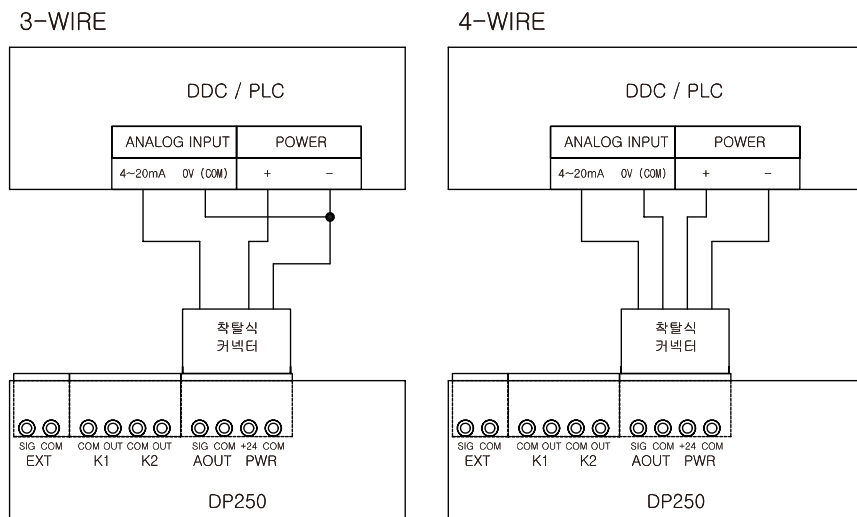 3-WIRE
DDC / PLC
ANALOG INPUT POWER
4~20mA 0V (COM) + -
착탈식
커넥터
SIG COM COM OUT COM OUT SIG COM +24 COM
EXT K1 K2 AOUT PWR
DP250
4-WIRE
DDC / PLC
ANALOG INPUT POWER
4~20mA 0V (COM) + -
착탈식
커넥터
SIG COM COM OUT COM OUT SIG COM +24 COM
EXT K1 K2 AOUT PWR
DP250